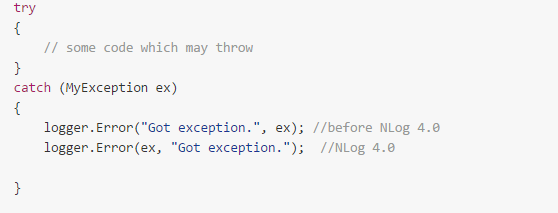 try
{
    // some code which may throw
}
catch (MyException ex)
{
    logger.Error("Got exception.", ex); //before NLog 4.0
    logger.Error(ex, "Got exception.");  //NLog 4.0
}